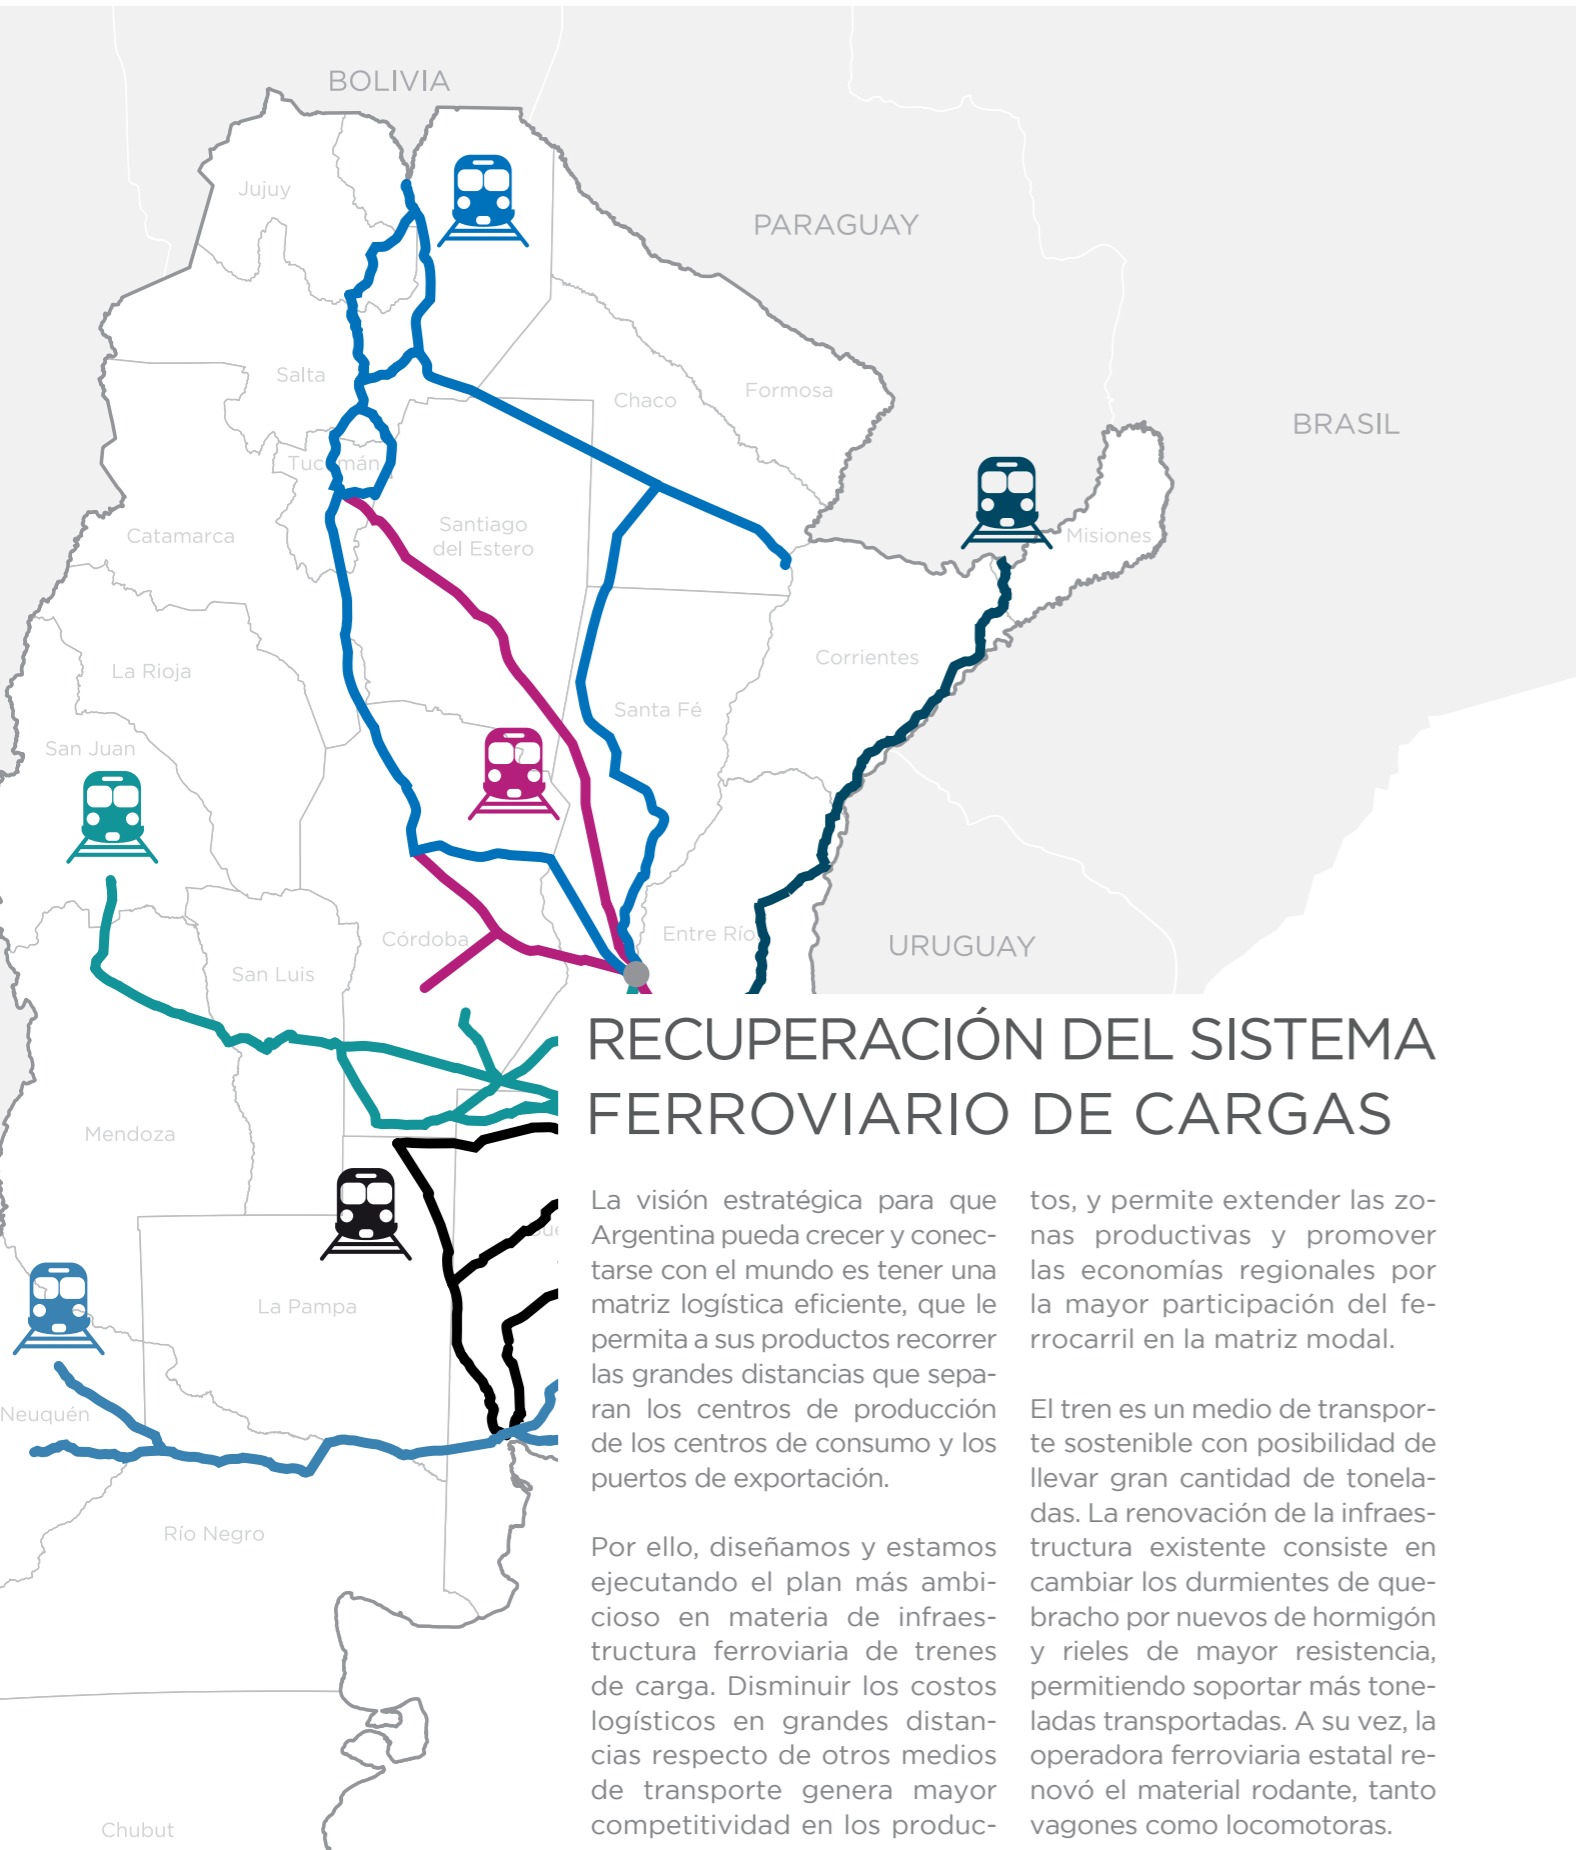 BOLIVIA
Jujuy
PARAGUAY
Salta
Chaco
Formosa
BRASIL
Tucumán
Santiago
del Estero
Catamarca
Misiones
La Rioja
Corrientes
Santa Fé
San Juan
Córdoba
Entre Río
URUGUAY
San Luis
Mendoza
La Pampa
Neuquén
Río Negro
Chubut
RECUPERACIÓN DEL SISTEMA
FERROVIARIO DE CARGAS
La visión estratégica para que
Argentina pueda crecer y conec-
tarse con el mundo es tener una
matriz logística eficiente, que le
permita a sus productos recorrer
las grandes distancias que sepa-
ran los centros de producción
de los centros de consumo y los
puertos de exportación.
Por ello, diseñamos y estamos
ejecutando el plan más ambi-
cioso en materia de infraes-
tructura ferroviaria de trenes
de carga. Disminuir los costos
logísticos en grandes distan-
cias respecto de otros medios
de transporte genera mayor
competitividad en los produc-
tos, y permite extender las zo-
nas productivas y promover
las economías regionales por
la mayor participación del fe-
rrocarril en la matriz modal.
El tren es un medio de transpor-
te sostenible con posibilidad de
llevar gran cantidad de tonela-
das. La renovación de la infraes-
tructura existente consiste en
cambiar los durmientes de que-
bracho por nuevos de hormigón
y rieles de mayor resistencia,
permitiendo soportar más tone-
ladas transportadas. A su vez, la
operadora ferroviaria estatal re-
novó el material rodante, tanto
vagones como locomotoras.